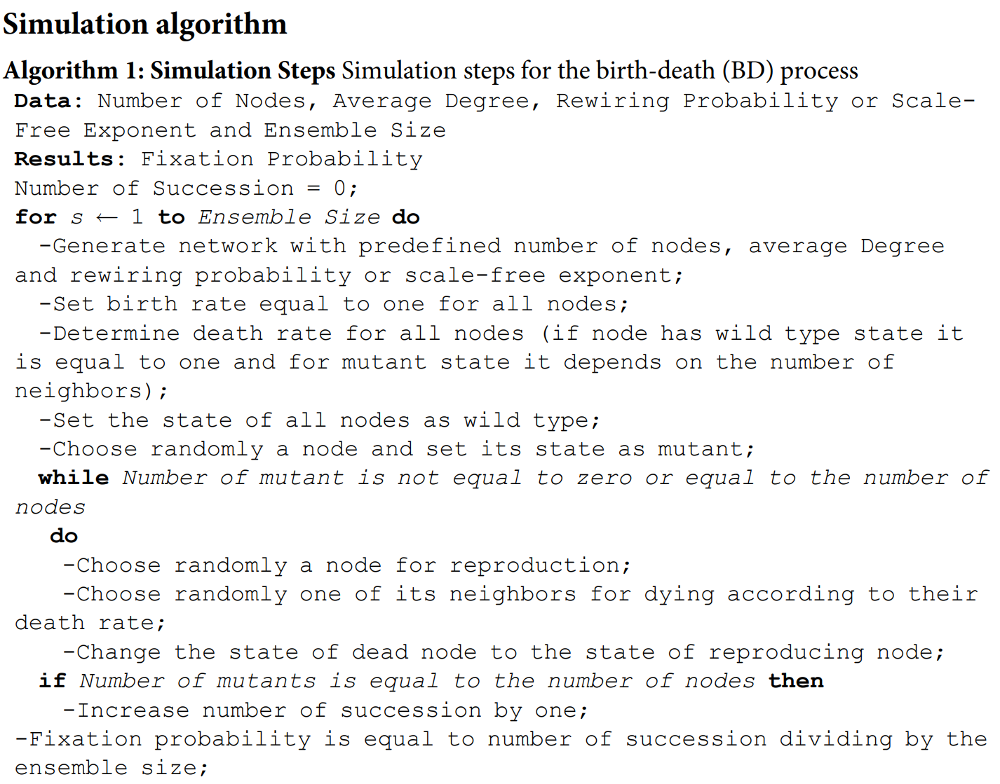 Simulation algorithm
Algorithm 1: Simulation Steps Simulation steps for the birth-death (BD) process
Data: Number of Nodes, Average Degree, Rewiring Probability or Scale-
Free Exponent and Ensemble Size
Results: Fixation Probability
Number of Succession = 0;
for s ← 1 to Ensemble Size do
-Generate network with predefined number of nodes, average Degree
and rewiring probability or scale-free exponent;
-Set birth rate equal to one for all nodes;
-Determine death rate for all nodes (if node has wild type state it
is equal to one and for mutant state it depends on the number of
neighbors);
-Set the state of all nodes as wild type;
-Choose randomly a node and set its state as mutant;
while Number of mutant is not equal to zero or equal to the number of
nodes
do
-Choose randomly a node for reproduction;
-Choose randomly one of its neighbors for dying according to their
death rate;
-Change the state of dead node to the state of reproducing node;
if Number of mutants is equal to the number of nodes then
-Increase number of succession by one;
-Fixation probability is equal to number of succession dividing by the
ensemble size;